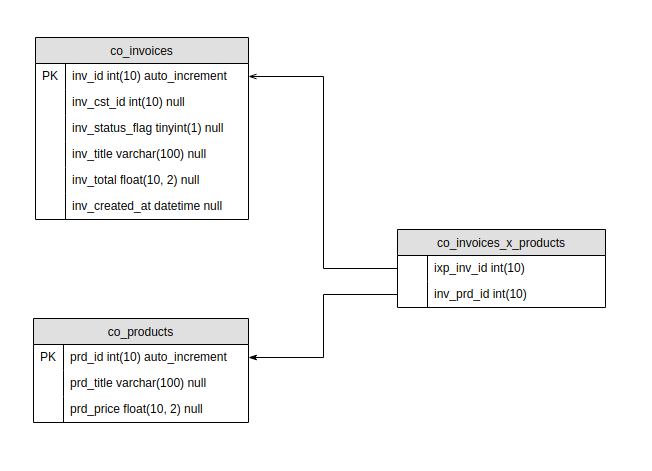 co_invoices
PK inv_id int(10) auto_increment
inv_cst_id int(10) null
inv_status_flag tinyint(1) null
inv_title varchar(100) null
inv_total float(10, 2) null
inv_created_at datetime null
co_invoices_x_products
ixp_inv_id int(10)
inv_prd_id int(10)
co_products
PK prd_id int(10) auto_increment
prd_title varchar(100) null
prd_price float(10, 2) null